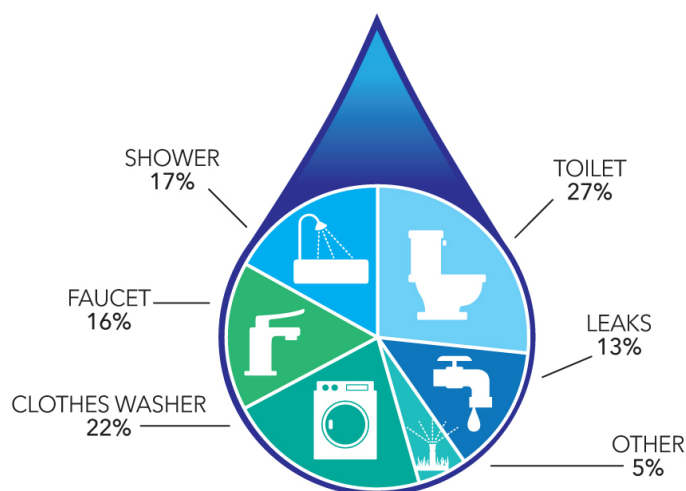 SHOWER
17%
TOILET
27%
FAUCET
16%
LEAKS
13%
CLOTHES WASHER
22%
OTHER
5%